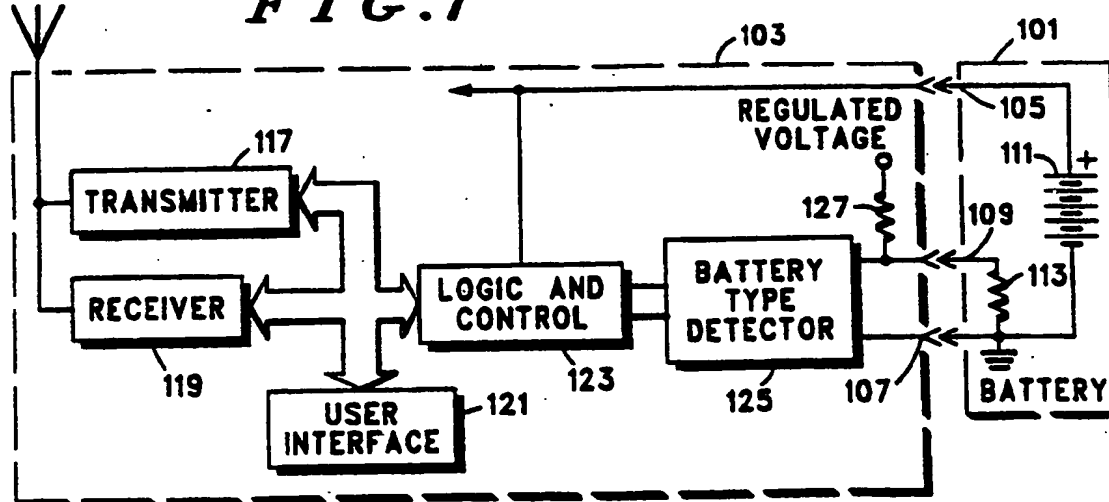 FIG.1
103
101
REGULATED
VOLTAGE
105
117
111
+
TRANSMITTER
127
109
RECEIVER
LOGIC AND
CONTROL
BATTERY
TYPE
DETECTOR
113
119
123
125
107
BATTERY
USER
INTERFACE
121